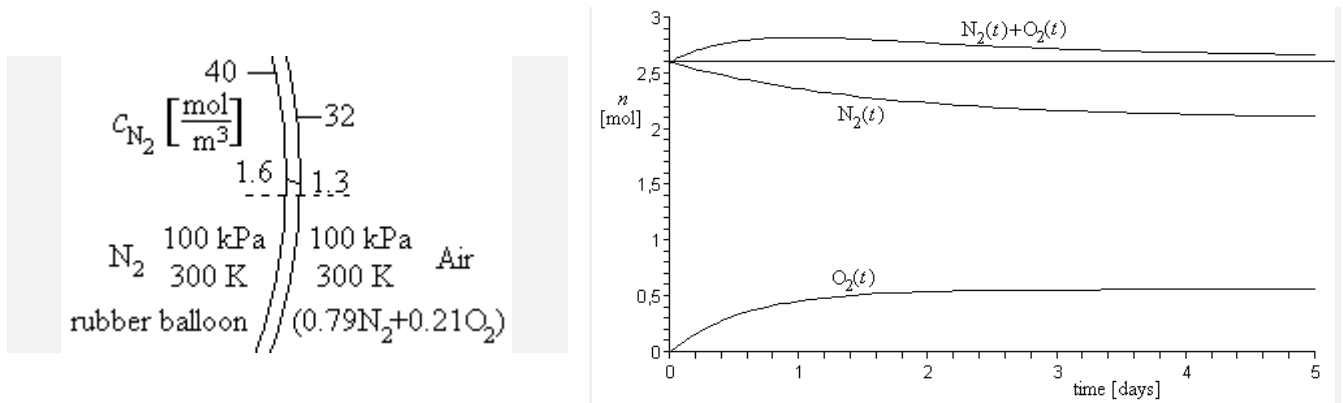 40
32
C_N₂ [mol/m³]
1.6
1.3
N₂ 100 kPa 300 K
100 kPa 300 K Air
rubber balloon (0.79N₂+0.21O₂)
3
2,5
2
1,5
1
0,5
0
n
[mol]
N₂(t)+O₂(t)
N₂(t)
O₂(t)
0 1 2 3 4 5
time [days]